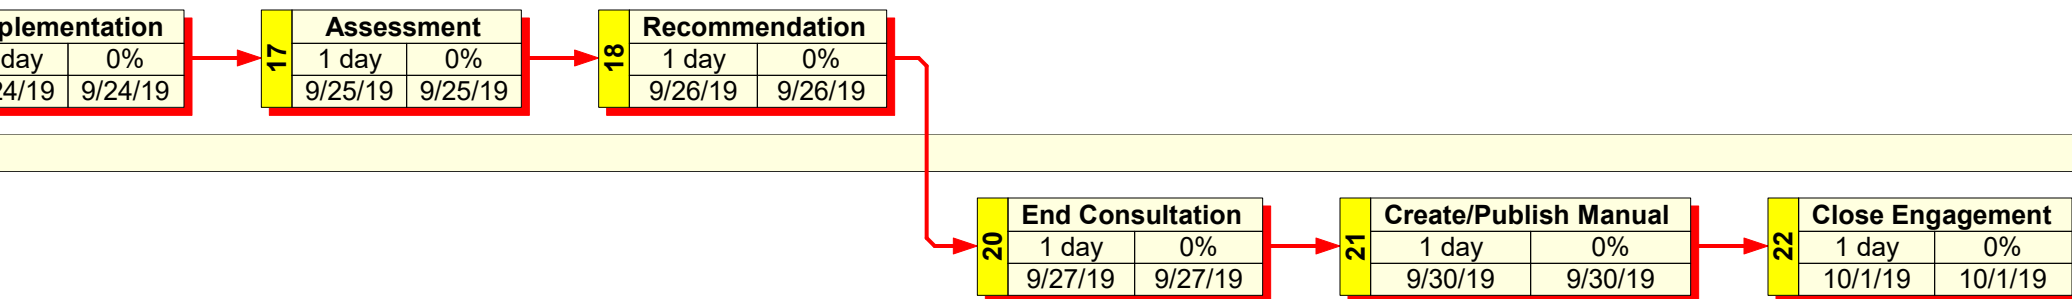 plementation
day 0%
24/19 9/24/19
17
Assessment
1 day 0%
9/25/19 9/25/19
18
Recommendation
1 day 0%
9/26/19 9/26/19
20
End Consultation
1 day 0%
9/27/19 9/27/19
21
Create/Publish Manual
1 day 0%
9/30/19 9/30/19
22
Close Engagement
1 day 0%
10/1/19 10/1/19